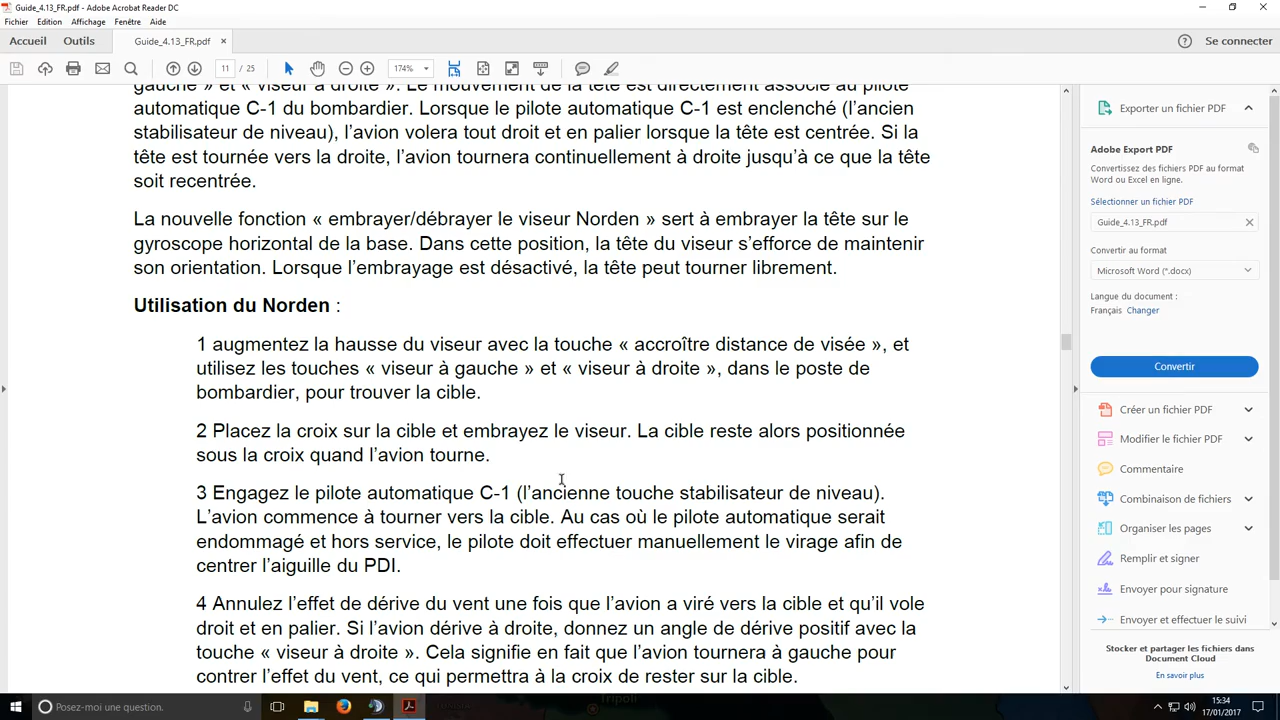 Guide_4.13_FR.pdf - Adobe Acrobat Reader DC
Fichier Edition Affichage Fenêtre Aide
Accueil Outils Guide_4.13_FR.pdf × Se connecter
11 / 25 174%
gauche » et « viseur à droite ». Le mouvement de la tête est directement associé au pilote
automatique C-1 du bombardier. Lorsque le pilote automatique C-1 est enclenché (l'ancien
stabilisateur de niveau), l'avion volera tout droit et en palier lorsque la tête est centrée. Si la
tête est tournée vers la droite, l'avion tournera continuellement à droite jusqu'à ce que la tête
soit recentrée.
La nouvelle fonction « embrayer/débrayer le viseur Norden » sert à embrayer la tête sur le
gyroscope horizontal de la base. Dans cette position, la tête du viseur s'efforce de maintenir
son orientation. Lorsque l'embrayage est désactivé, la tête peut tourner librement.
Utilisation du Norden :
1 augmentez la hausse du viseur avec la touche « accroître distance de visée », et
utilisez les touches « viseur à gauche » et « viseur à droite », dans le poste de
bombardier, pour trouver la cible.
2 Placez la croix sur la cible et embrayez le viseur. La cible reste alors positionnée
sous la croix quand l'avion tourne.
3 Engagez le pilote automatique C-1 (l'ancienne touche stabilisateur de niveau).
L'avion commence à tourner vers la cible. Au cas où le pilote automatique serait
endommagé et hors service, le pilote doit effectuer manuellement le virage afin de
centrer l'aiguille du PDI.
4 Annulez l'effet de dérive du vent une fois que l'avion a viré vers la cible et qu'il vole
droit et en palier. Si l'avion dérive à droite, donnez un angle de dérive positif avec la
touche « viseur à droite ». Cela signifie en fait que l'avion tournera à gauche pour
contrer l'effet du vent, ce qui permettra à la croix de rester sur la cible.
Exporter un fichier PDF
Adobe Export PDF
Convertissez des fichiers PDF au format
Word ou Excel en ligne.
Sélectionner un fichier PDF
Guide_4.13_FR.pdf
Convertir au format
Microsoft Word (*.docx)
Langue du document :
Français Changer
Convertir
Créer un fichier PDF
Modifier le fichier PDF
Commentaire
Combinaison de fichiers
Organiser les pages
Remplir et signer
Envoyer pour signature
Envoyer et effectuer le suivi
Stocker et partager les fichiers dans
Document Cloud
En savoir plus
Posez-moi une question.
Tripoli
15:34
17/01/2017